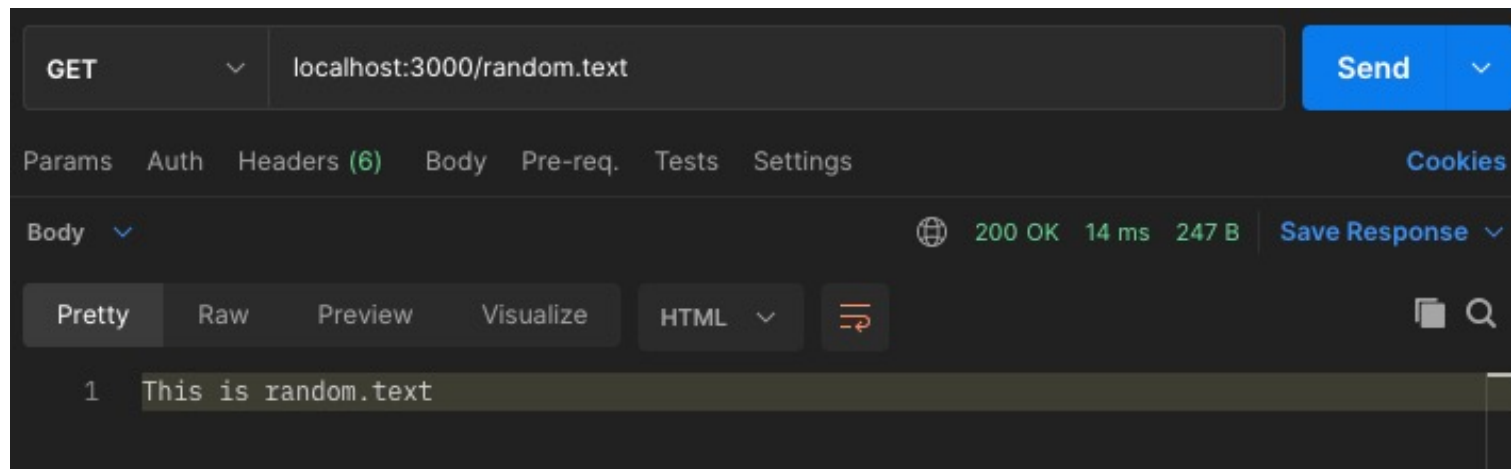 GET localhost:3000/random.text Send
Params Auth Headers (6) Body Pre-req. Tests Settings Cookies
Body 200 OK 14 ms 247 B Save Response
Pretty Raw Preview Visualize HTML
1 This is random.text